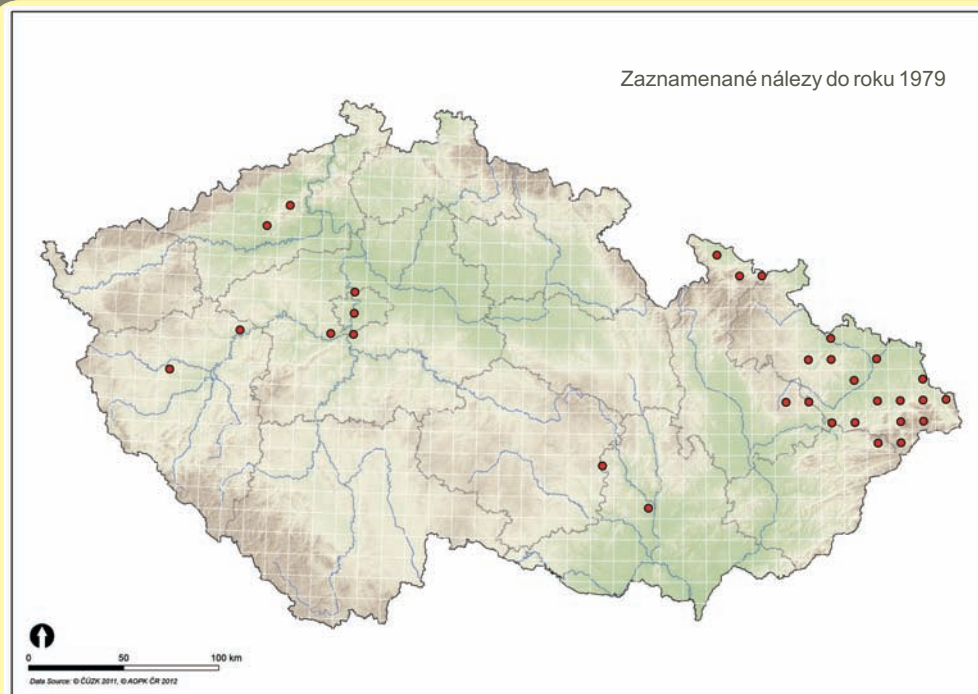 Zaznamenané nálezy do roku 1979
0 50 100 km
Data Source: © ČÚZK 2011, © AOPK ČR 2012